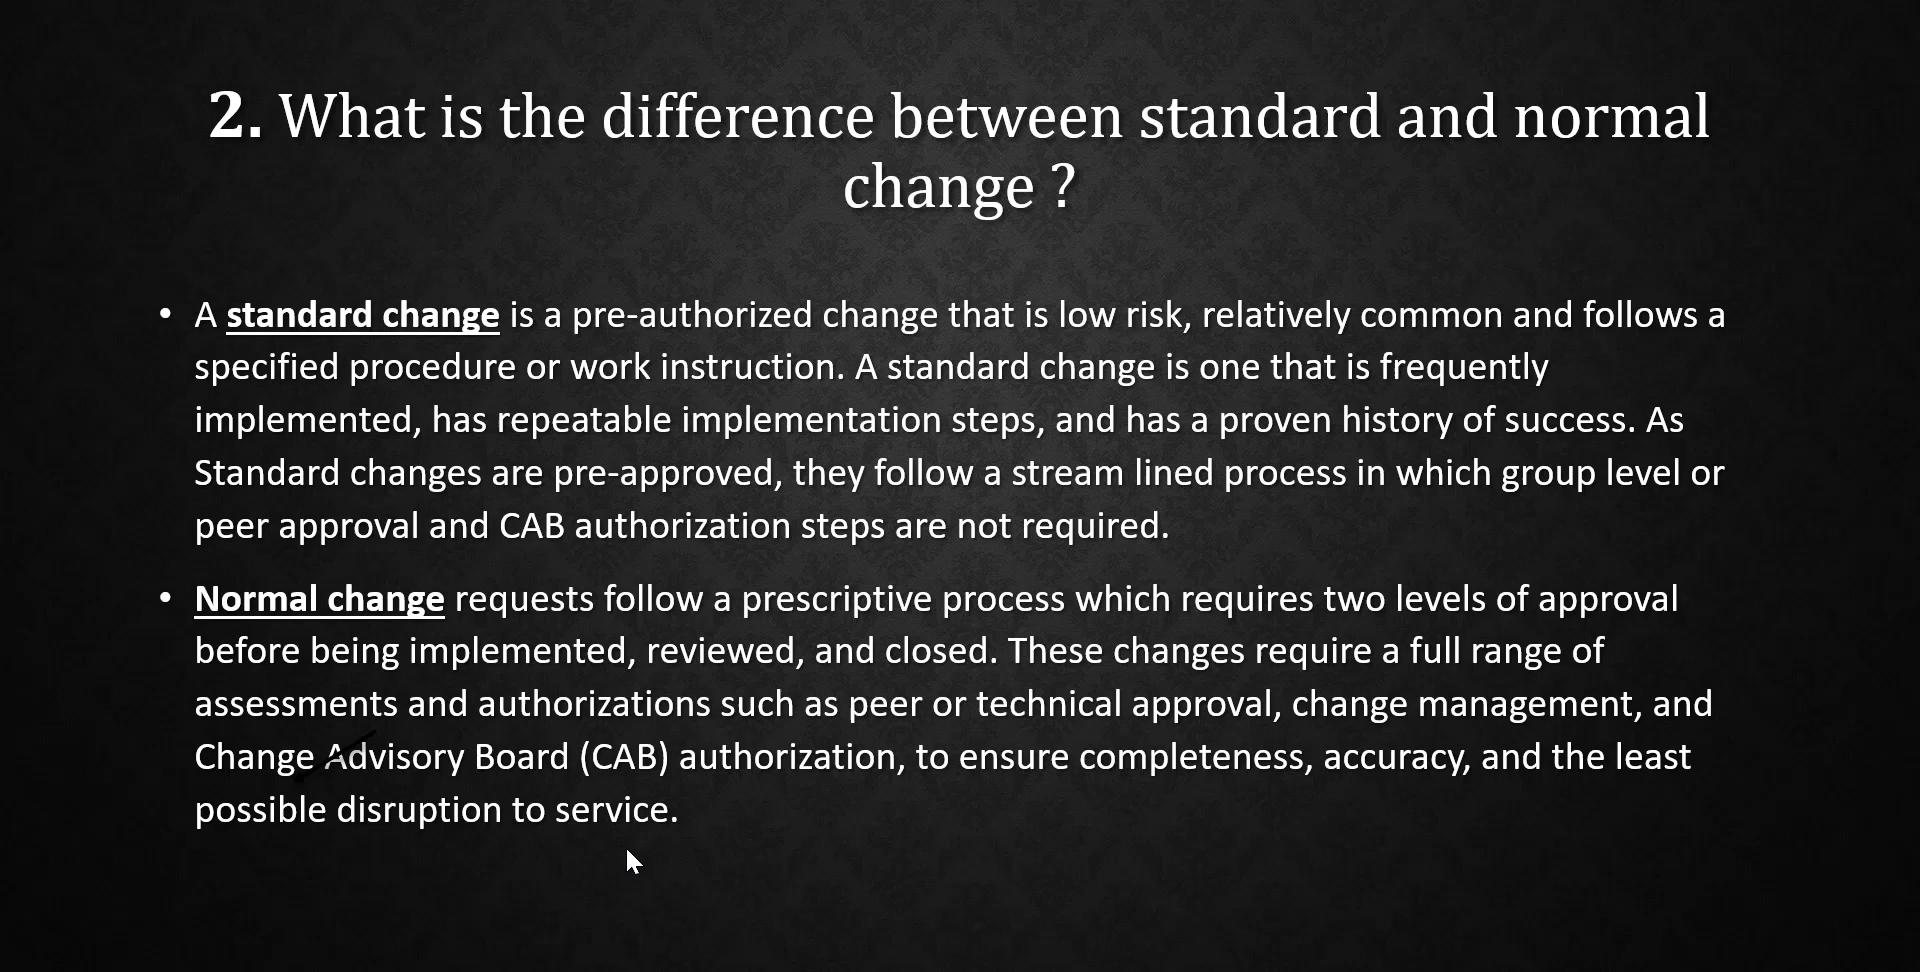 2. What is the difference between standard and normal
change ?
• A standard change is a pre-authorized change that is low risk, relatively common and follows a
specified procedure or work instruction. A standard change is one that is frequently
implemented, has repeatable implementation steps, and has a proven history of success. As
Standard changes are pre-approved, they follow a stream lined process in which group level or
peer approval and CAB authorization steps are not required.
• Normal change requests follow a prescriptive process which requires two levels of approval
before being implemented, reviewed, and closed. These changes require a full range of
assessments and authorizations such as peer or technical approval, change management, and
Change Advisory Board (CAB) authorization, to ensure completeness, accuracy, and the least
possible disruption to service.